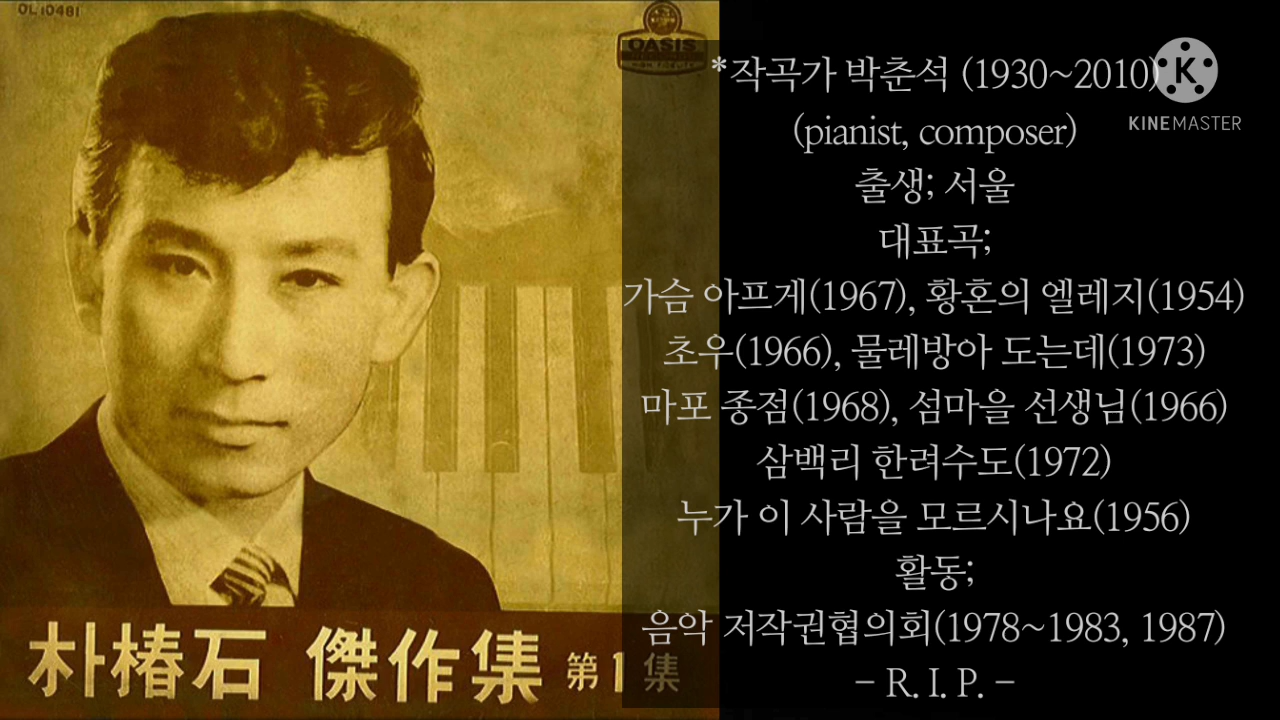 OL 10481
OASIS
*작곡가 박춘석 (1930~2010)
(pianist, composer)
출생; 서울
대표곡;
가슴 아프게(1967), 황혼의 엘레지(1954)
초우(1966), 물레방아 도는데(1973)
마포 종점(1968), 섬마을 선생님(1966)
삼백리 한려수도(1972)
누가 이 사람을 모르시나요(1956)
활동;
음악 저작권협의회(1978~1983, 1987)
– R. I. P. –
K
KINEMASTER
朴椿石 傑作集 第1集